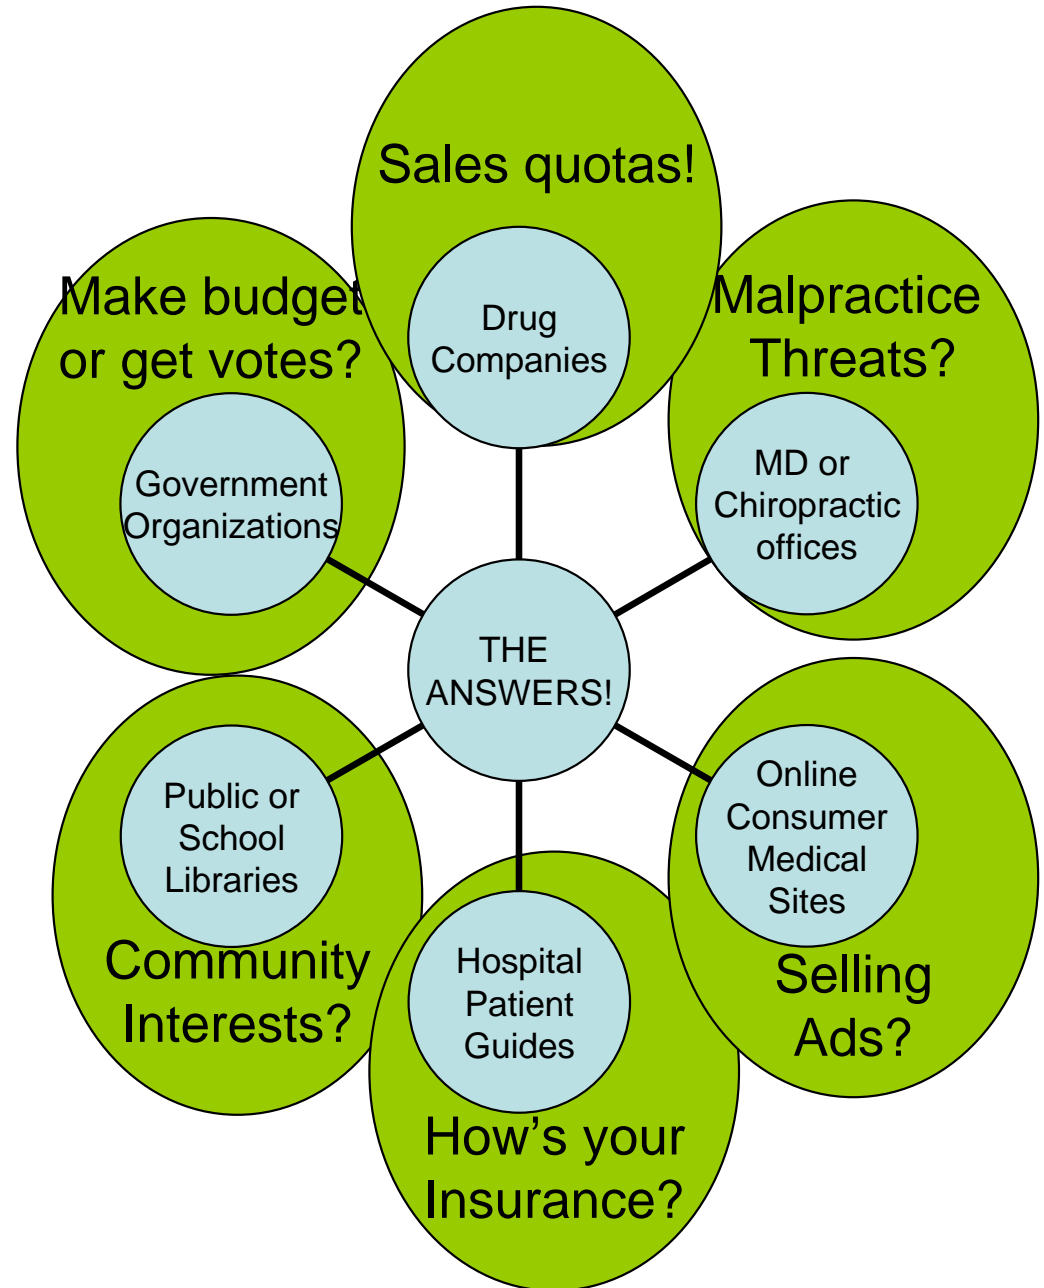 Sales quotas!
Drug
Companies
Make budget
or get votes?
Government
Organizations
Malpractice
Threats?
MD or
Chiropractic
offices
THE
ANSWERS!
Public or
School
Libraries
Community
Interests?
Online
Consumer
Medical
Sites
Selling
Ads?
Hospital
Patient
Guides
How's your
Insurance?